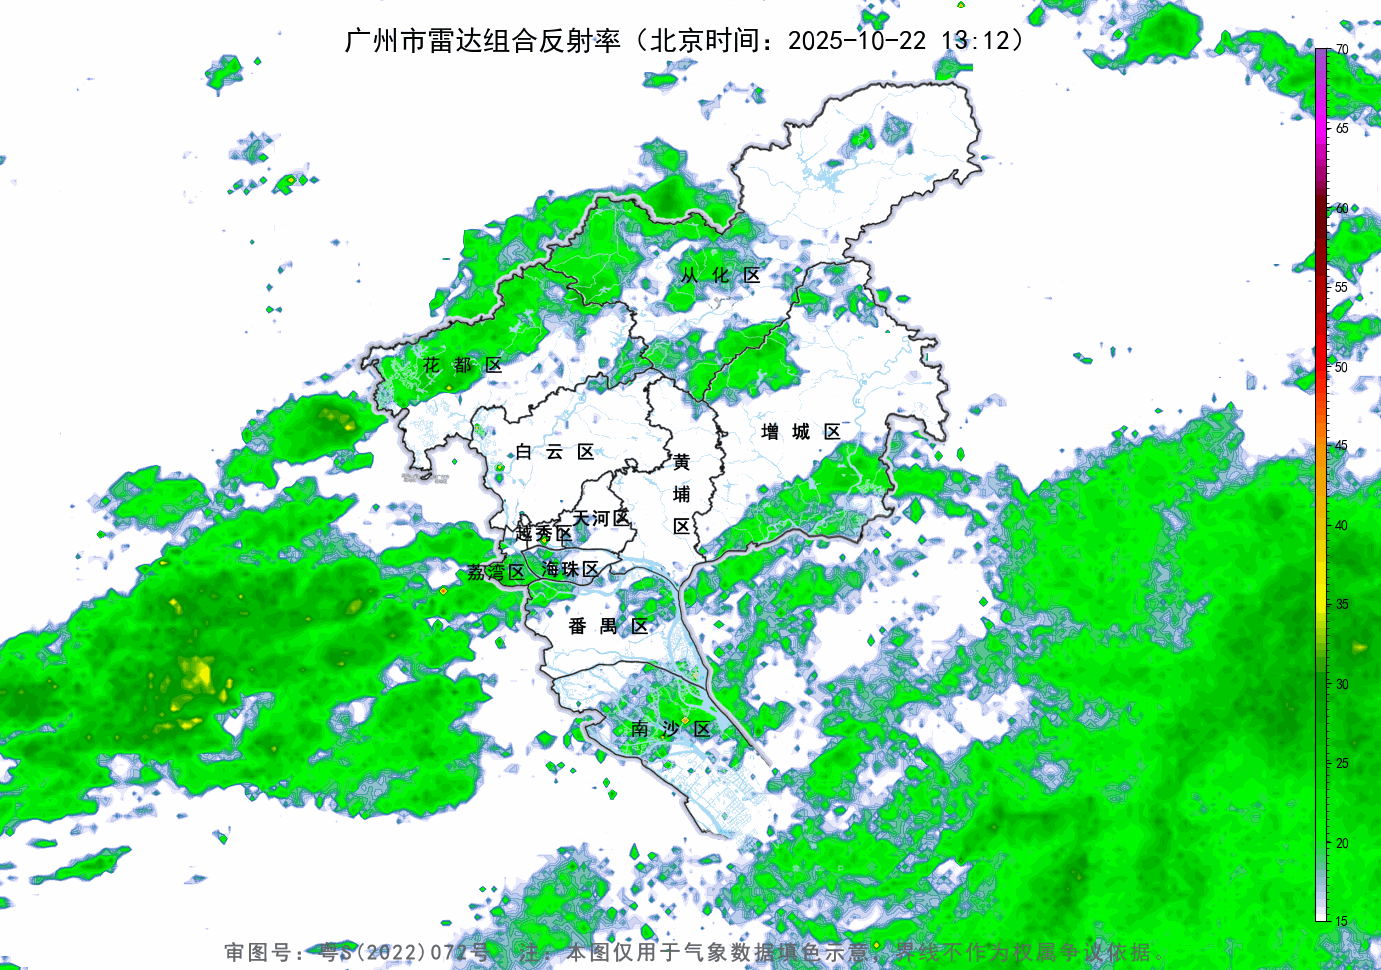 广州市雷达组合反射率（北京时间：2025-10-22 13:12）
70
65
60
55
50
45
40
35
30
25
20
15
从化区
花都区
增城区
白云区
黄埔区
天河区
越秀区
荔湾区
海珠区
番禺区
南沙区
审图号：粤S(2022)072号 注：本图仅用于气象数据填色示意，界线不作为权属争议依据。